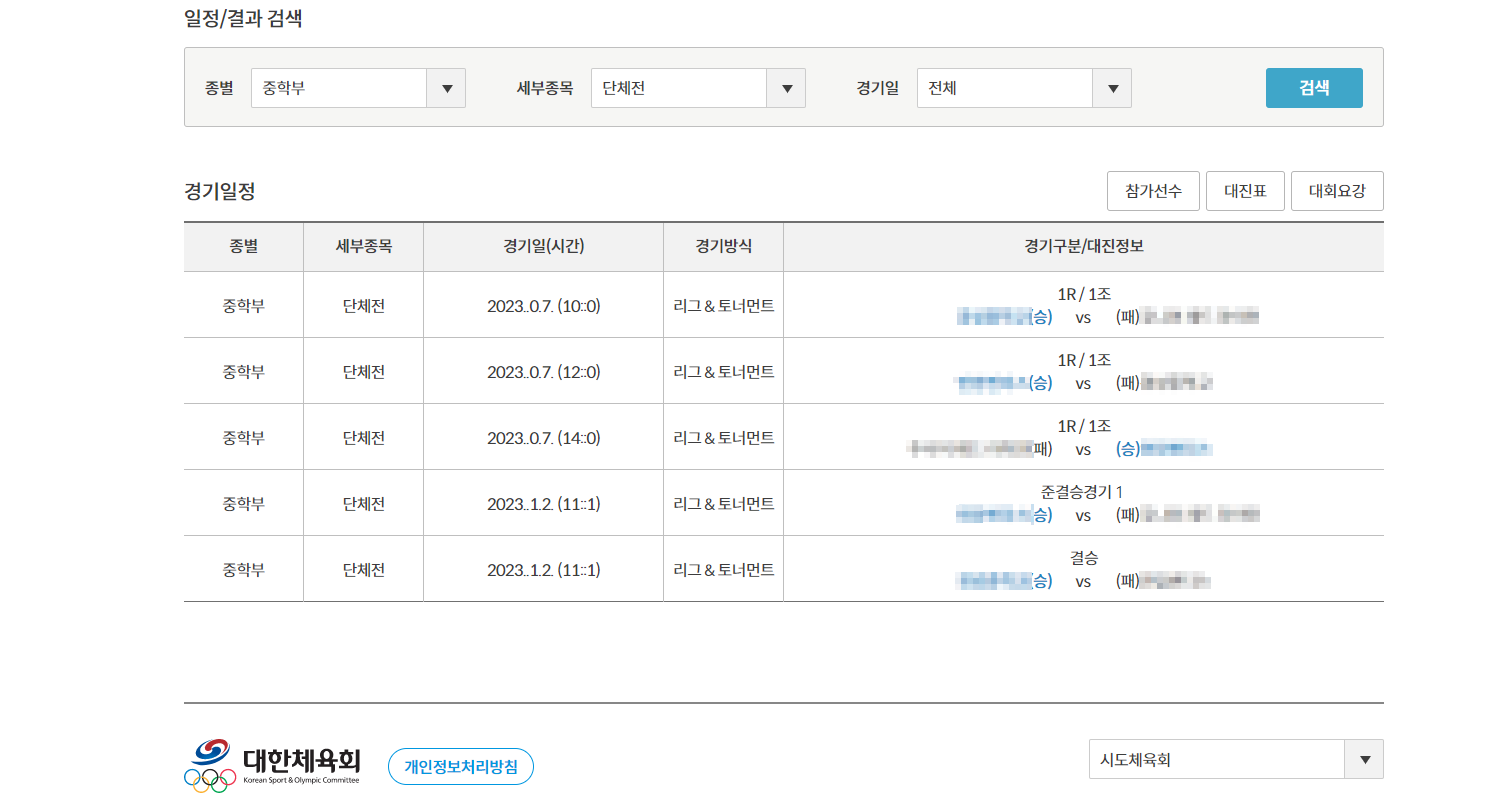 일정/결과 검색
종별 중학부 세부종목 단체전 경기일 전체 검색
경기일정 참가선수 대진표 대회요강
종별 세부종목 경기일(시간) 경기방식 경기구분/대진정보
1R / 1조
중학부 단체전 2023..0.7. (10::0) 리그 & 토너먼트
(승) vs (패)
1R / 1조
중학부 단체전 2023..0.7. (12::0) 리그 & 토너먼트
(승) vs (패)
1R / 1조
중학부 단체전 2023..0.7. (14::0) 리그 & 토너먼트
패) vs (승)
준결승경기 1
중학부 단체전 2023..1.2. (11::1) 리그 & 토너먼트
(승) vs (패)
결승
중학부 단체전 2023..1.2. (11::1) 리그 & 토너먼트
(승) vs (패)
대한체육회
Korean Sport & Olympic Committee
개인정보처리방침
시도체육회